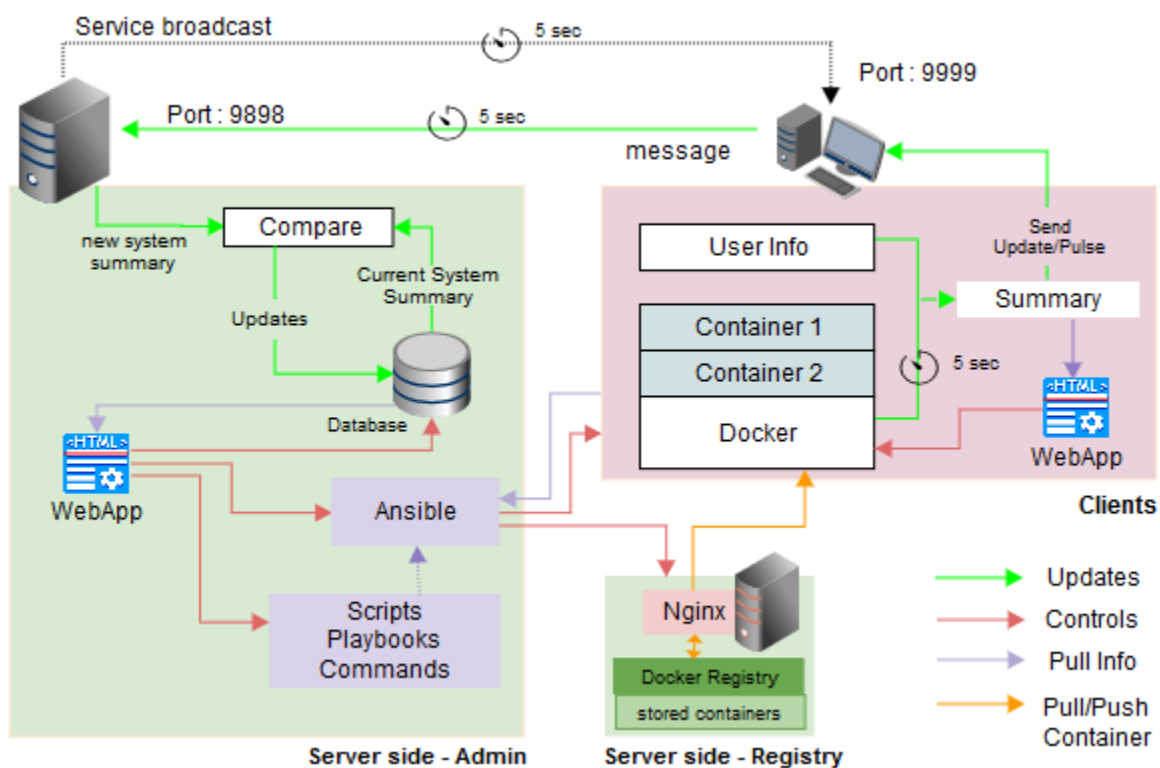 Service broadcast
5 sec
Port : 9999
Port : 9898
5 sec
message
new system
summary
Compare
Current System
Summary
Updates
Database
<HTML>
WebApp
Ansible
Scripts
Playbooks
Commands
Server side - Admin
User Info
Send
Update/Pulse
Summary
Container 1
Container 2
5 sec
Docker
<HTML>
WebApp
Clients
Nginx
Docker Registry
stored containers
Server side - Registry
Updates
Controls
Pull Info
Pull/Push
Container